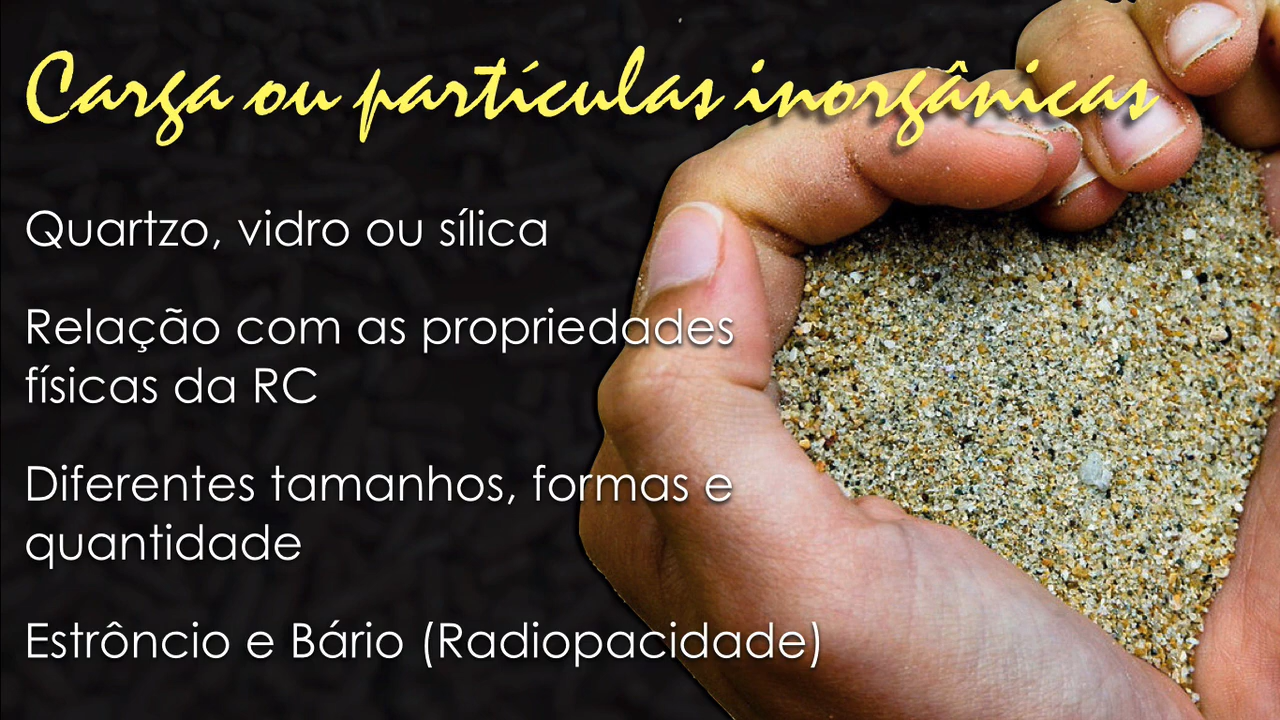 Carga ou partículas inorgânicas
Quartzo, vidro ou sílica
Relação com as propriedades
físicas da RC
Diferentes tamanhos, formas e
quantidade
Estrôncio e Bário (Radiopacidade)